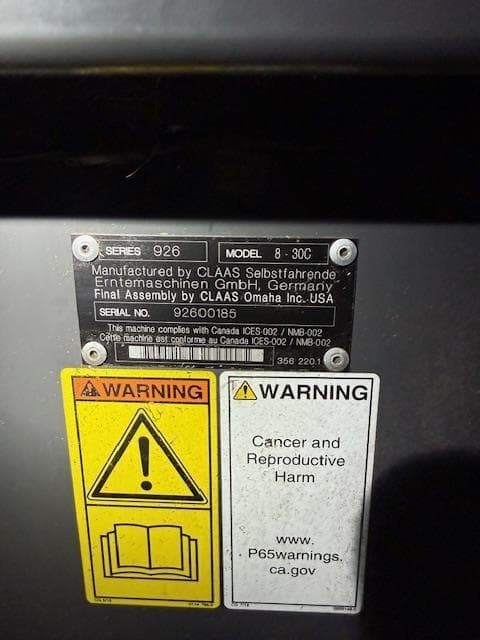 SERIES 926 MODEL 8 - 30C
Manufactured by CLAAS Selbstfahrende
Erntemaschinen GmbH, Germany
Final Assembly by CLAAS Omaha Inc. USA
SERIAL NO. 92600185
This machine complies with Canada ICES-002 / NMB-002
Cette machine est conforme au Canada ICES-002 / NMB-002
356 220.1
WARNING
WARNING
Cancer and
Reproductive
Harm
www.
P65warnings.
ca.gov